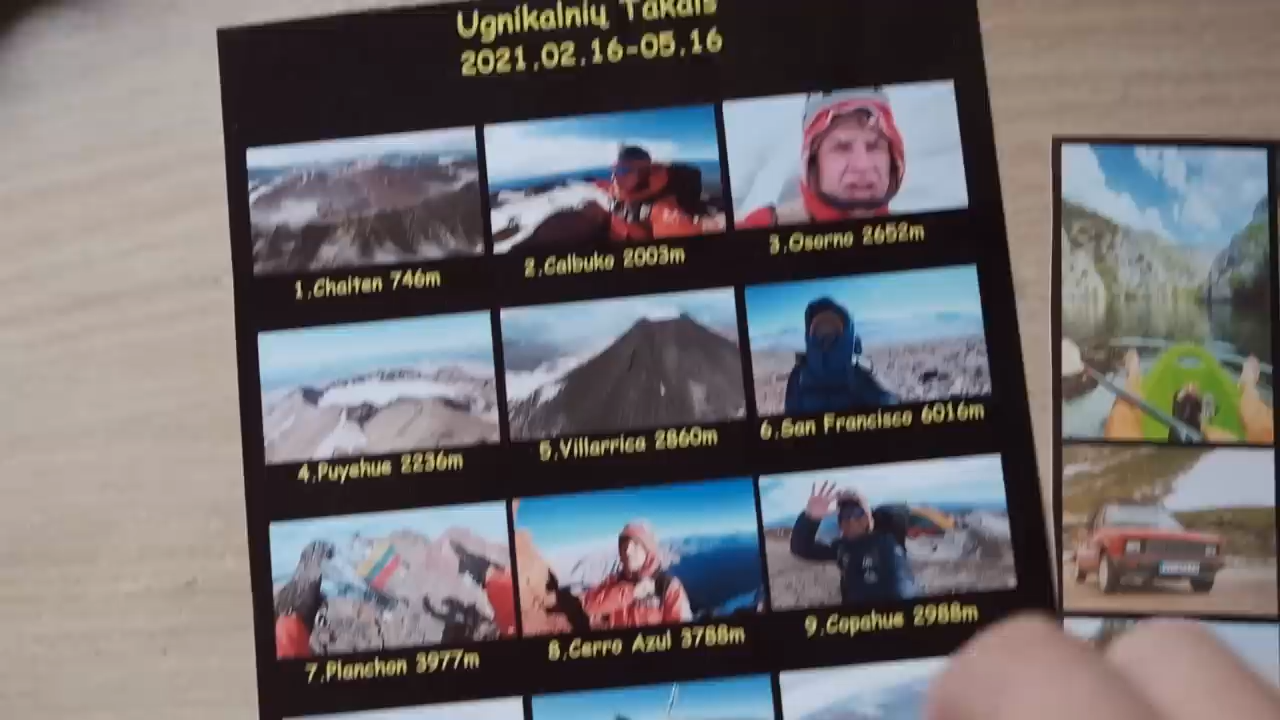 Ugnikalnių Takais
2021.02.16-05.16
1.Chaiten 746m
2.Calbuko 2003m
3.Osorno 2652m
4.Puyehue 2236m
5.Villarrica 2860m
6.San Francisco 6016m
7.Planchon 3977m
8.Cerro Azul 3788m
9.Copahue 2988m